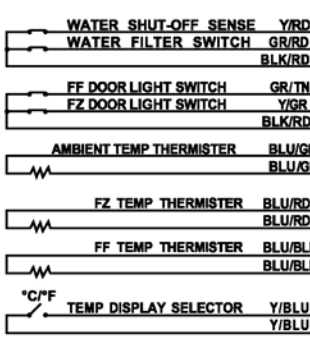 WATER SHUT-OFF SENSE Y/RD
WATER FILTER SWITCH GR/RD
BLK/RD
FF DOOR LIGHT SWITCH GR/TN
FZ DOOR LIGHT SWITCH Y/GR
BLK/RD
AMBIENT TEMP THERMISTER
FZ TEMP THERMISTER BLU/RD
BLU/RD
FF TEMP THERMISTER
°C/°F
TEMP DISPLAY SELECTOR Y/BLU
Y/BLU